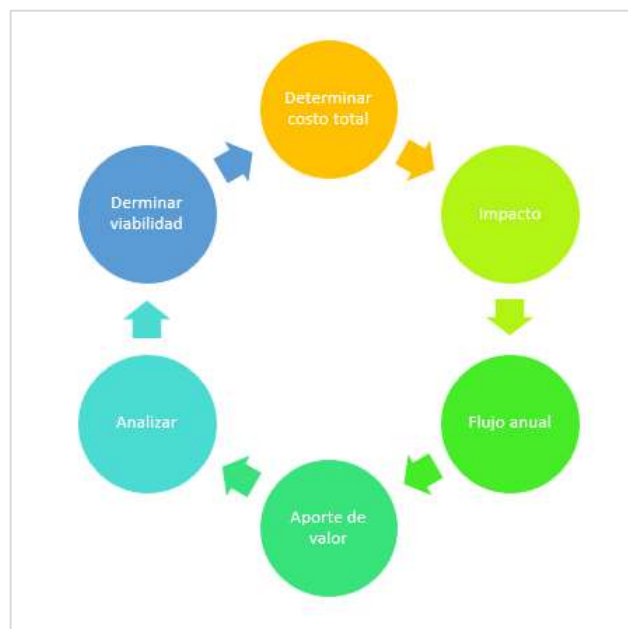 Determinar
costo total
Impacto
Flujo anual
Aporte de
valor
Analizar
Derminar
viabilidad